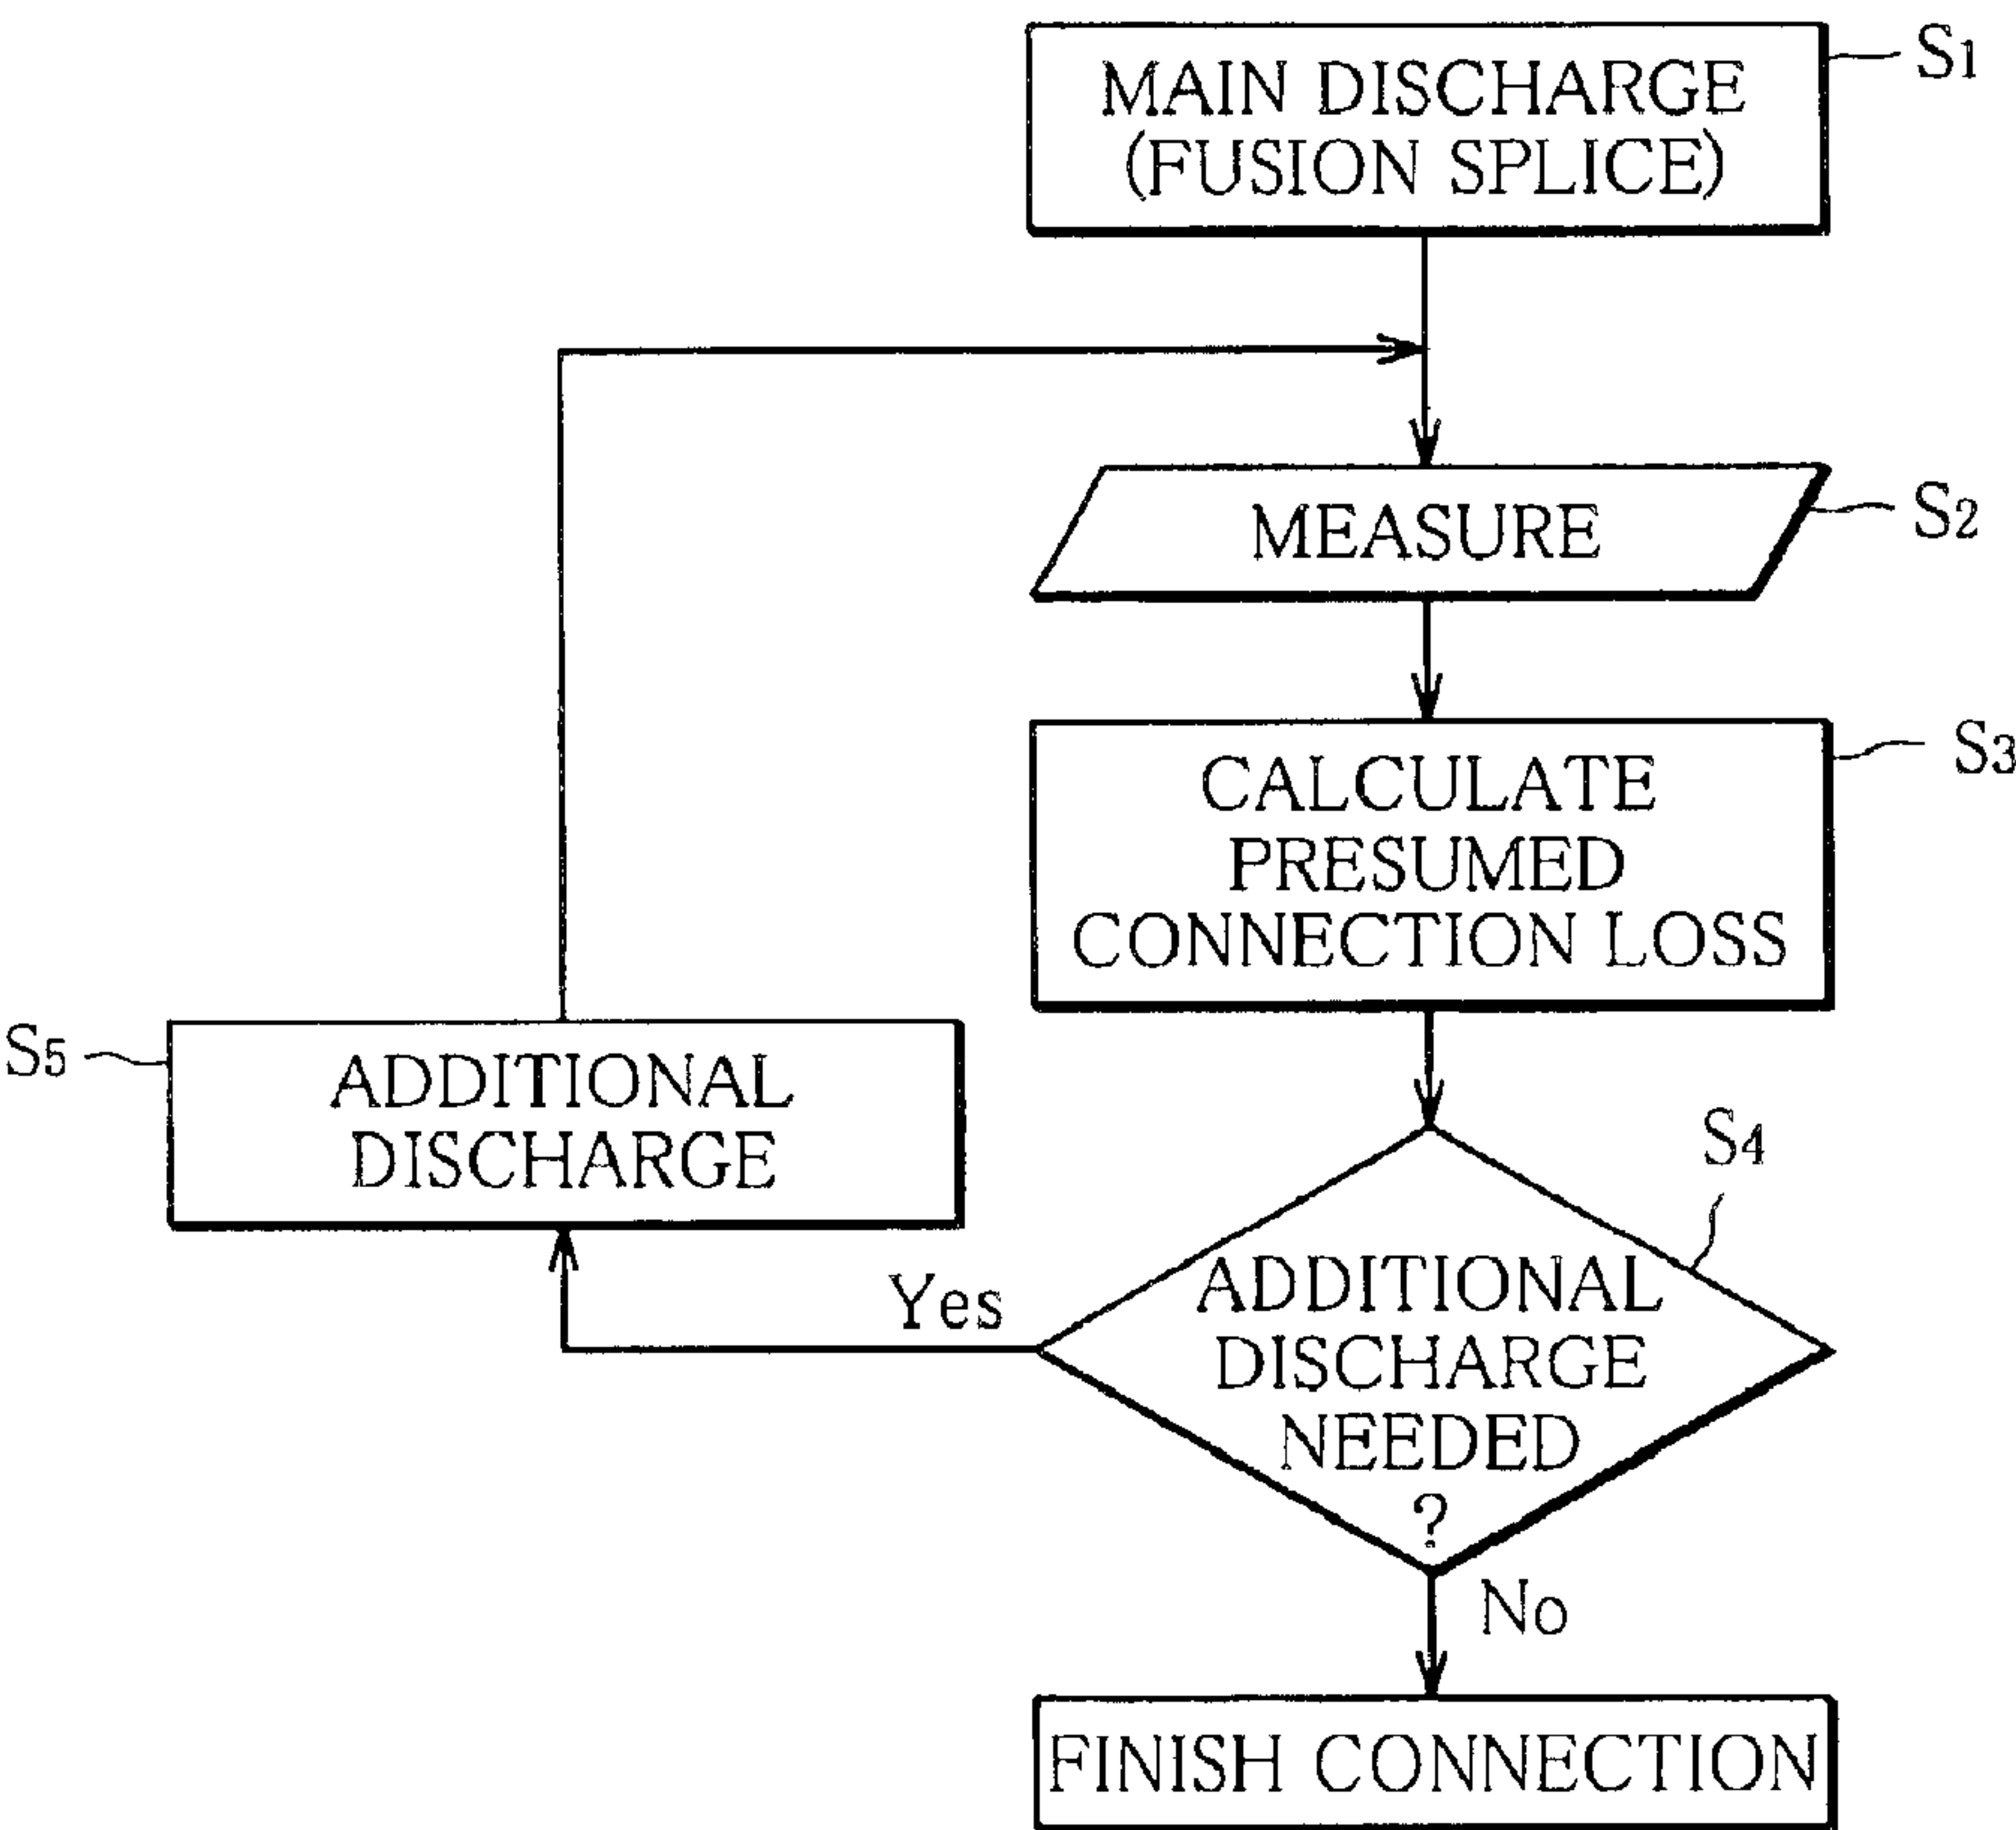 MAIN DISCHARGE
(FUSION SPLICE)
S1
MEASURE
S2
CALCULATE
PRESUMED
CONNECTION LOSS
S3
S4
ADDITIONAL
DISCHARGE
NEEDED
?
Yes
S5
ADDITIONAL
DISCHARGE
No
FINISH CONNECTION